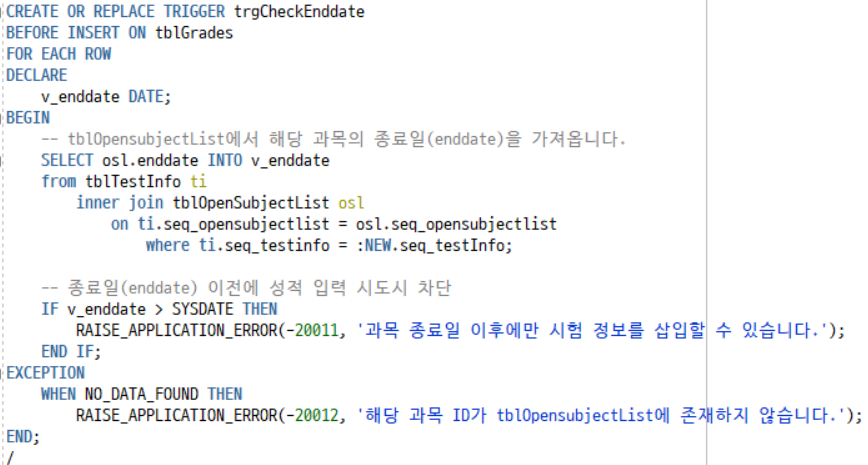 CREATE OR REPLACE TRIGGER trgCheckEnddate
BEFORE INSERT ON tblGrades
FOR EACH ROW
DECLARE
    v_enddate DATE;
BEGIN
    -- tblOpensubjectList에서 해당 과목의 종료일(enddate)을 가져옵니다.
    SELECT osl.enddate INTO v_enddate
    from tblTestInfo ti
        inner join tblOpenSubjectList osl
            on ti.seq_opensubjectlist = osl.seq_opensubjectlist
                where ti.seq_testinfo = :NEW.seq_testInfo;
    -- 종료일(enddate) 이전에 성적 입력 시도시 차단
    IF v_enddate > SYSDATE THEN
        RAISE_APPLICATION_ERROR(-20011, '과목 종료일 이후에만 시험 정보를 삽입할 수 있습니다.');
    END IF;
EXCEPTION
    WHEN NO_DATA_FOUND THEN
        RAISE_APPLICATION_ERROR(-20012, '해당 과목 ID가 tblOpensubjectList에 존재하지 않습니다.');
END;
/